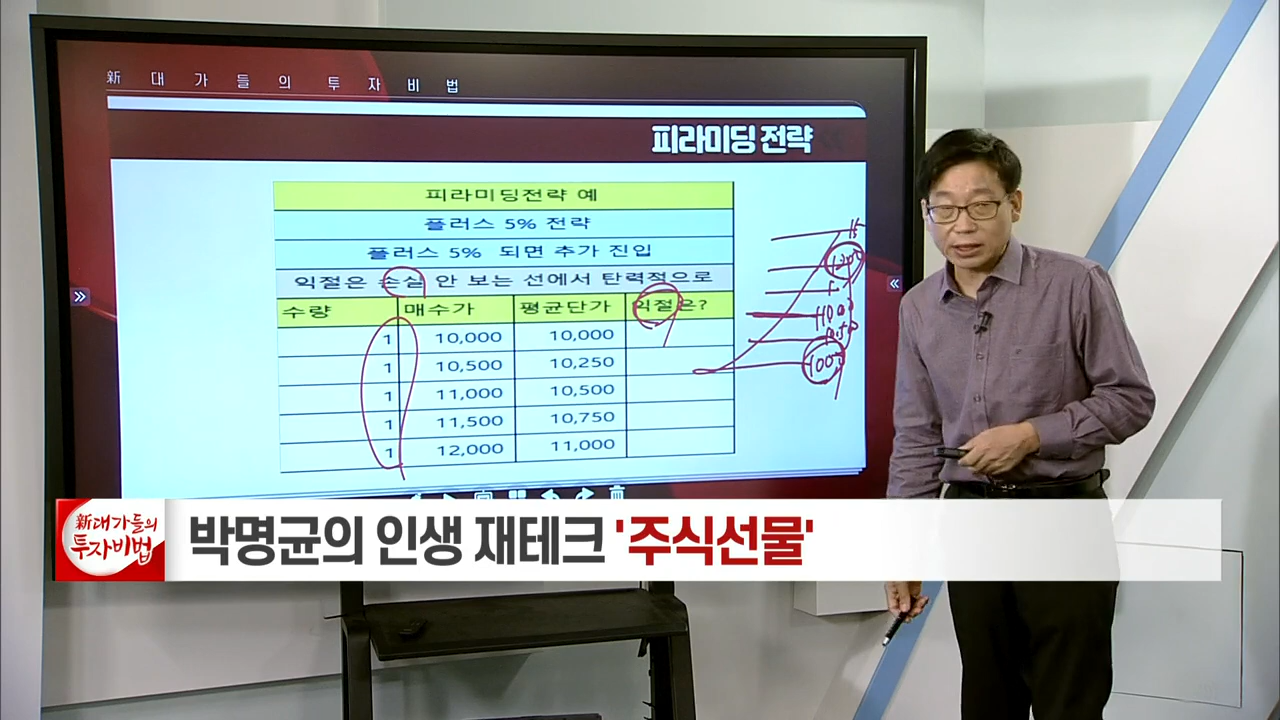 新 대 가 들 의 투 자 비 법
피라미딩 전략
피라미딩전략 예
플러스 5% 전략
플러스 5% 되면 추가 진입
익절은 손실 안 보는 선에서 탄력적으로
수량 매수가 평균단가 익절은?
1 10,000 10,000
1 10,500 10,250
1 11,000 10,500
1 11,500 10,750
1 12,000 11,000
新대가들의
투자비법
박명균의 인생 재테크 '주식선물'